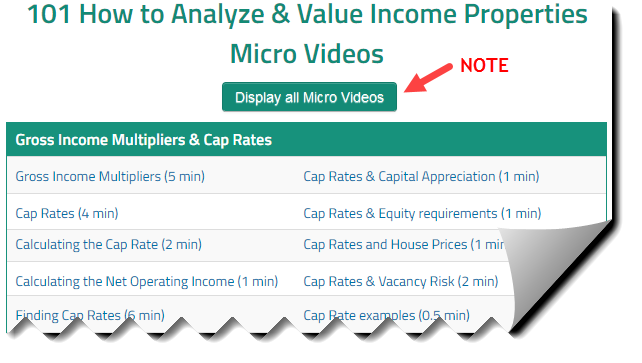 101 How to Analyze & Value Income Properties
Micro Videos
Display all Micro Videos
NOTE
Gross Income Multipliers & Cap Rates
Gross Income Multipliers (5 min)
Cap Rates & Capital Appreciation (1 min)
Cap Rates (4 min)
Cap Rates & Equity requirements (1 min)
Calculating the Cap Rate (2 min)
Cap Rates and House Prices (1 min
Calculating the Net Operating Income (1 min)
Cap Rates & Vacancy Risk (2 min)
Finding Cap Rates (6 min)
Cap Rate examples (0.5 min)